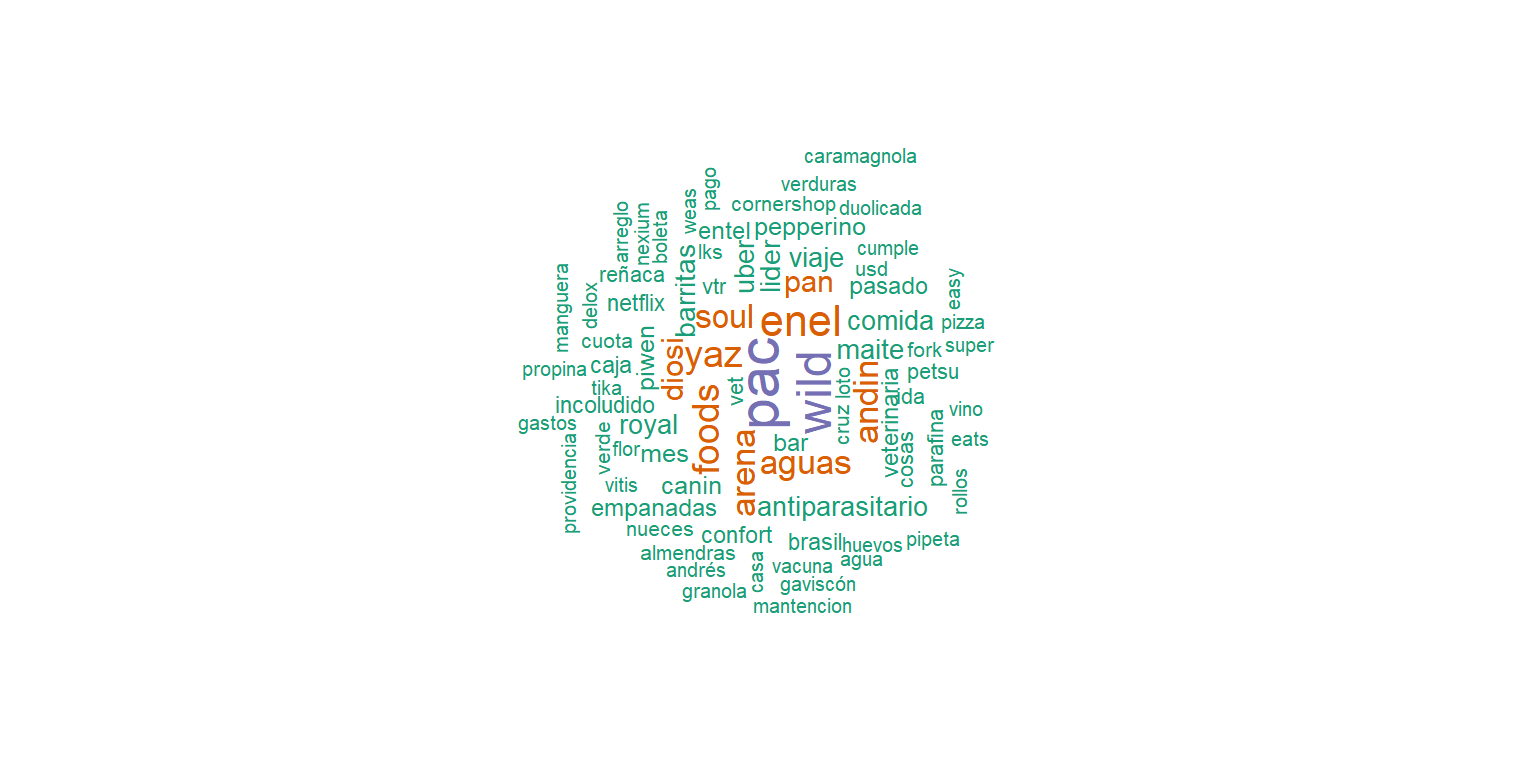 caramagnola
verduras
pago
weas
cornershop
duolicada
arreglo
nexium
boleta
entel
pepperino
lks
uber
lider
viaje
cumple
usd
reñaca
barritas
vtr
pan
pasado
easy
manguera
delox
netflix
soul
enel
comida
pizza
cuota
piwen
diosi
yaz
pac
wild
maite
fork
super
propina
caja
tika
vet
loto
andin
petsu
incoludido
foods
cruz
veterinaria
ida
vino
gastos
royal
verde
flor
mes
arena
bar
aguas
cosas
parafina
eats
providencia
vitis
canin
rollos
empanadas
antiparasitario
nueces
confort
brasil
huevos
pipeta
almendras
andrés
casa
vacuna
agua
granola
gaviscón
mantencion